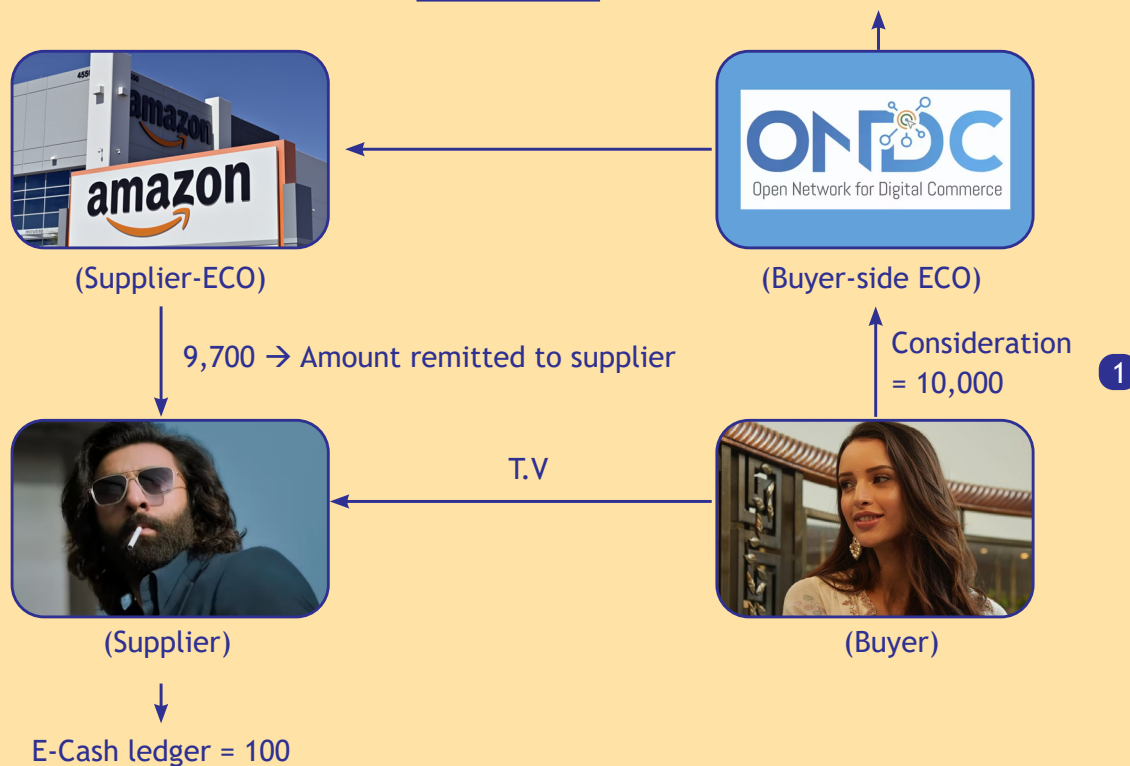 amazon
amazon
ONDC
Open Network for Digital Commerce
(Supplier-ECO)
(Buyer-side ECO)
9,700 → Amount remitted to supplier
Consideration
= 10,000
1
T.V
(Supplier)
(Buyer)
E-Cash ledger = 100